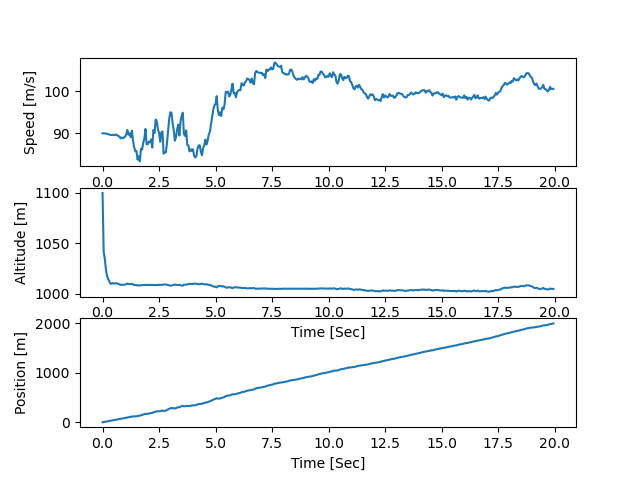 Speed [m/s]
100
90
0.0 2.5 5.0 7.5 10.0 12.5 15.0 17.5 20.0
Altitude [m]
1100
1050
1000
0.0 2.5 5.0 7.5 10.0 12.5 15.0 17.5 20.0
Time [Sec]
Position [m]
2000
1000
0
0.0 2.5 5.0 7.5 10.0 12.5 15.0 17.5 20.0
Time [Sec]